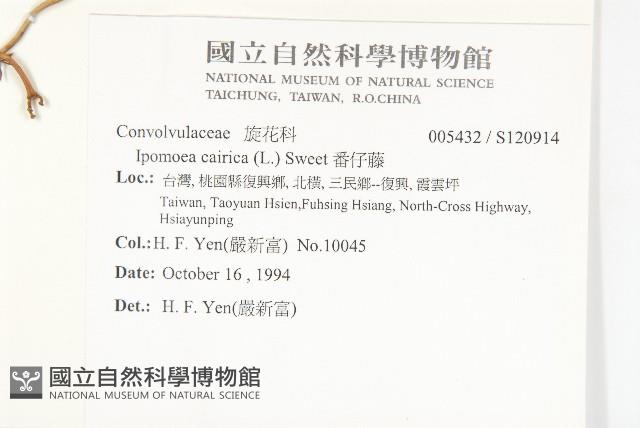 國立自然科學博物館
NATIONAL MUSEUM OF NATURAL SCIENCE
TAICHUNG, TAIWAN, R.O.CHINA
Convolvulaceae 旋花科 005432 / S120914
Ipomoea cairica (L.) Sweet 番仔藤
Loc.: 台灣, 桃園縣復興鄉, 北橫, 三民鄉--復興, 霞雲坪
Taiwan, Taoyuan Hsien,Fuhsing Hsiang, North-Cross Highway,
Hsiayunping
Col.:H. F. Yen(嚴新富) No.10045
Date: October 16 , 1994
Det.: H. F. Yen(嚴新富)
國立自然科學博物館
NATIONAL MUSEUM OF NATURAL SCIENCE